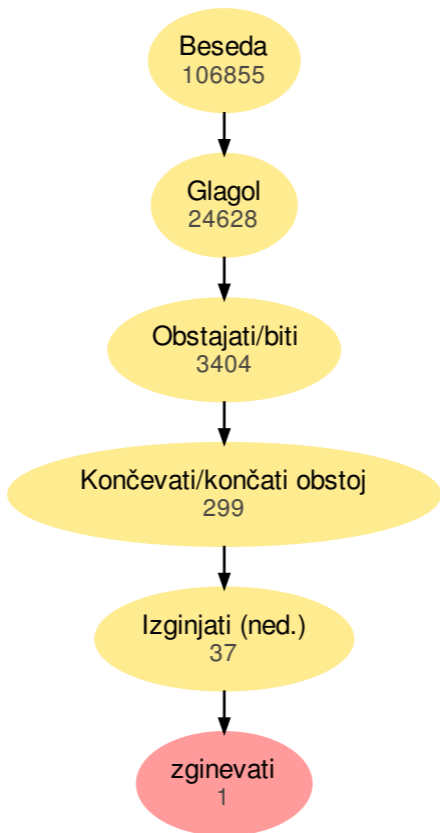 Beseda
106855
Glagol
24628
Obstajati/biti
3404
Končevati/končati obstoj
299
Izginjati (ned.)
37
zginevati
1